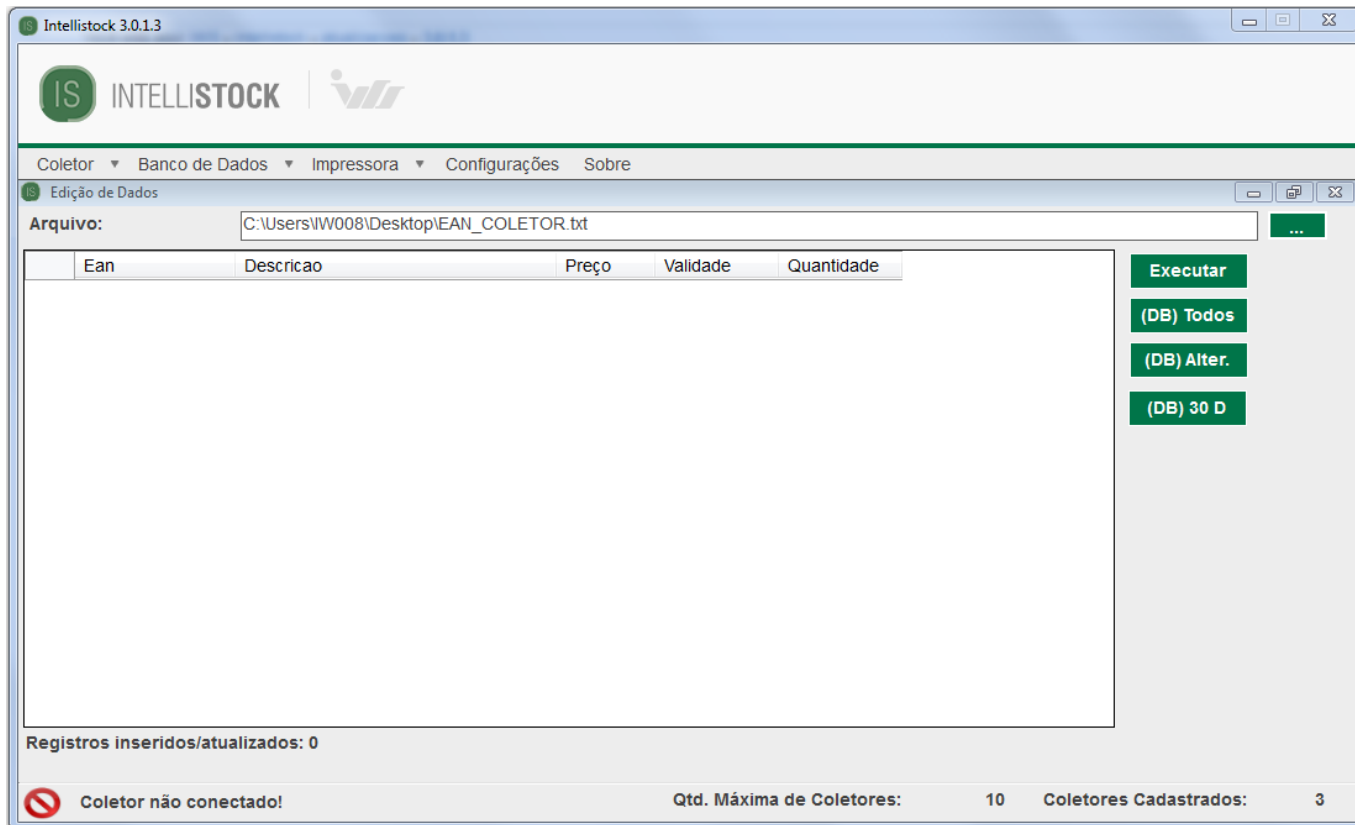 Intellistock 3.0.1.3
IS INTELLISTOCK iws
Coletor Banco de Dados Impressora Configurações Sobre
IS Edição de Dados
Arquivo: C:\Users\IW008\Desktop\EAN_COLETOR.txt ...
Ean Descricao Preço Validade Quantidade
Executar
(DB) Todos
(DB) Alter.
(DB) 30 D
Registros inseridos/atualizados: 0
Coletor não conectado! Qtd. Máxima de Coletores: 10 Coletores Cadastrados: 3